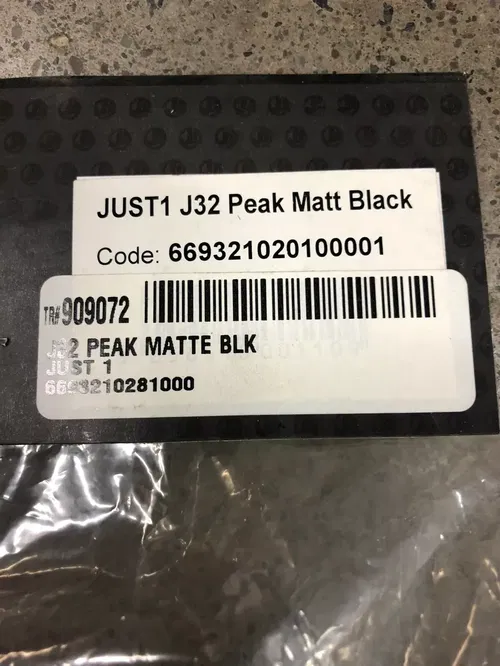 JUST1 J32 Peak Matt Black
Code: 669321020100001
TR# 909072
J32 PEAK MATTE BLK
JUST 1
6693210281000